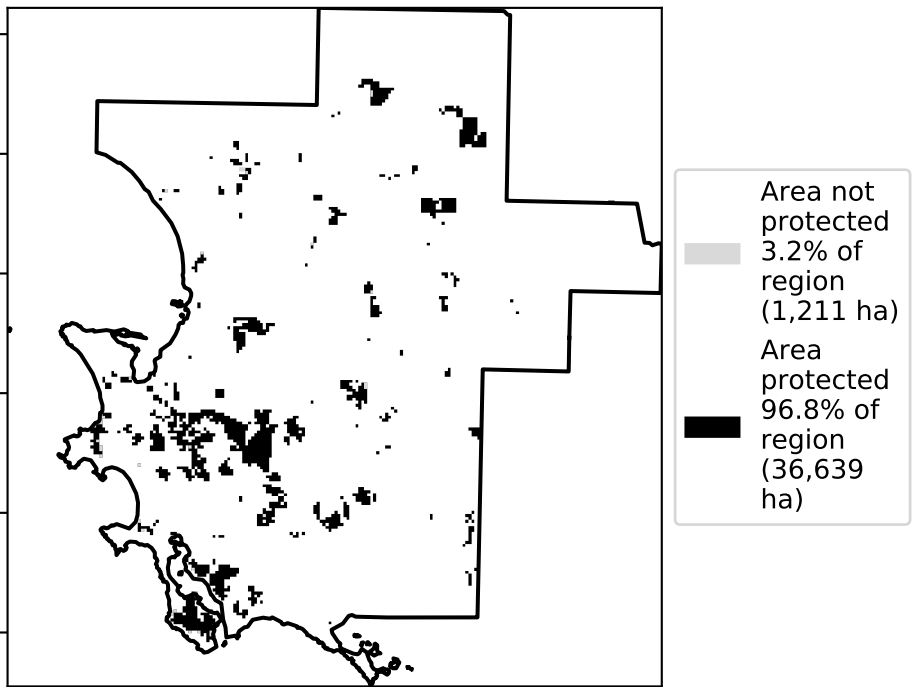 Area not
protected
3.2% of
region
(1,211 ha)
Area
protected
96.8% of
region
(36,639
ha)